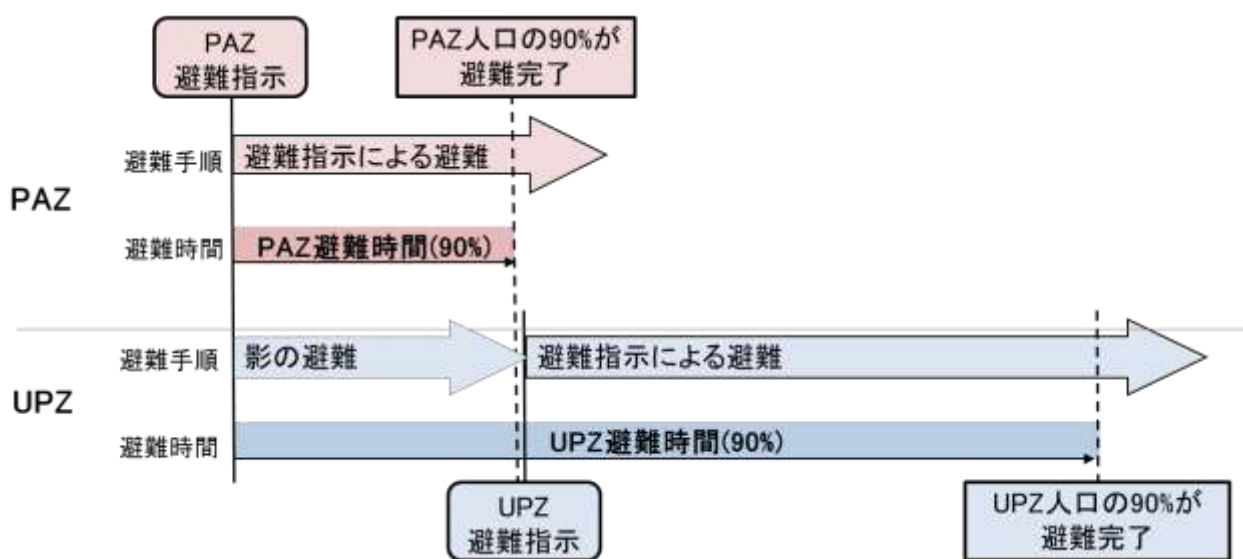 PAZ
避難指示
PAZ人口の90%が
避難完了
PAZ
避難手順
避難指示による避難
避難時間
PAZ避難時間(90%)
UPZ
避難手順
影の避難
避難指示による避難
避難時間
UPZ避難時間(90%)
UPZ
避難指示
UPZ人口の90%が
避難完了